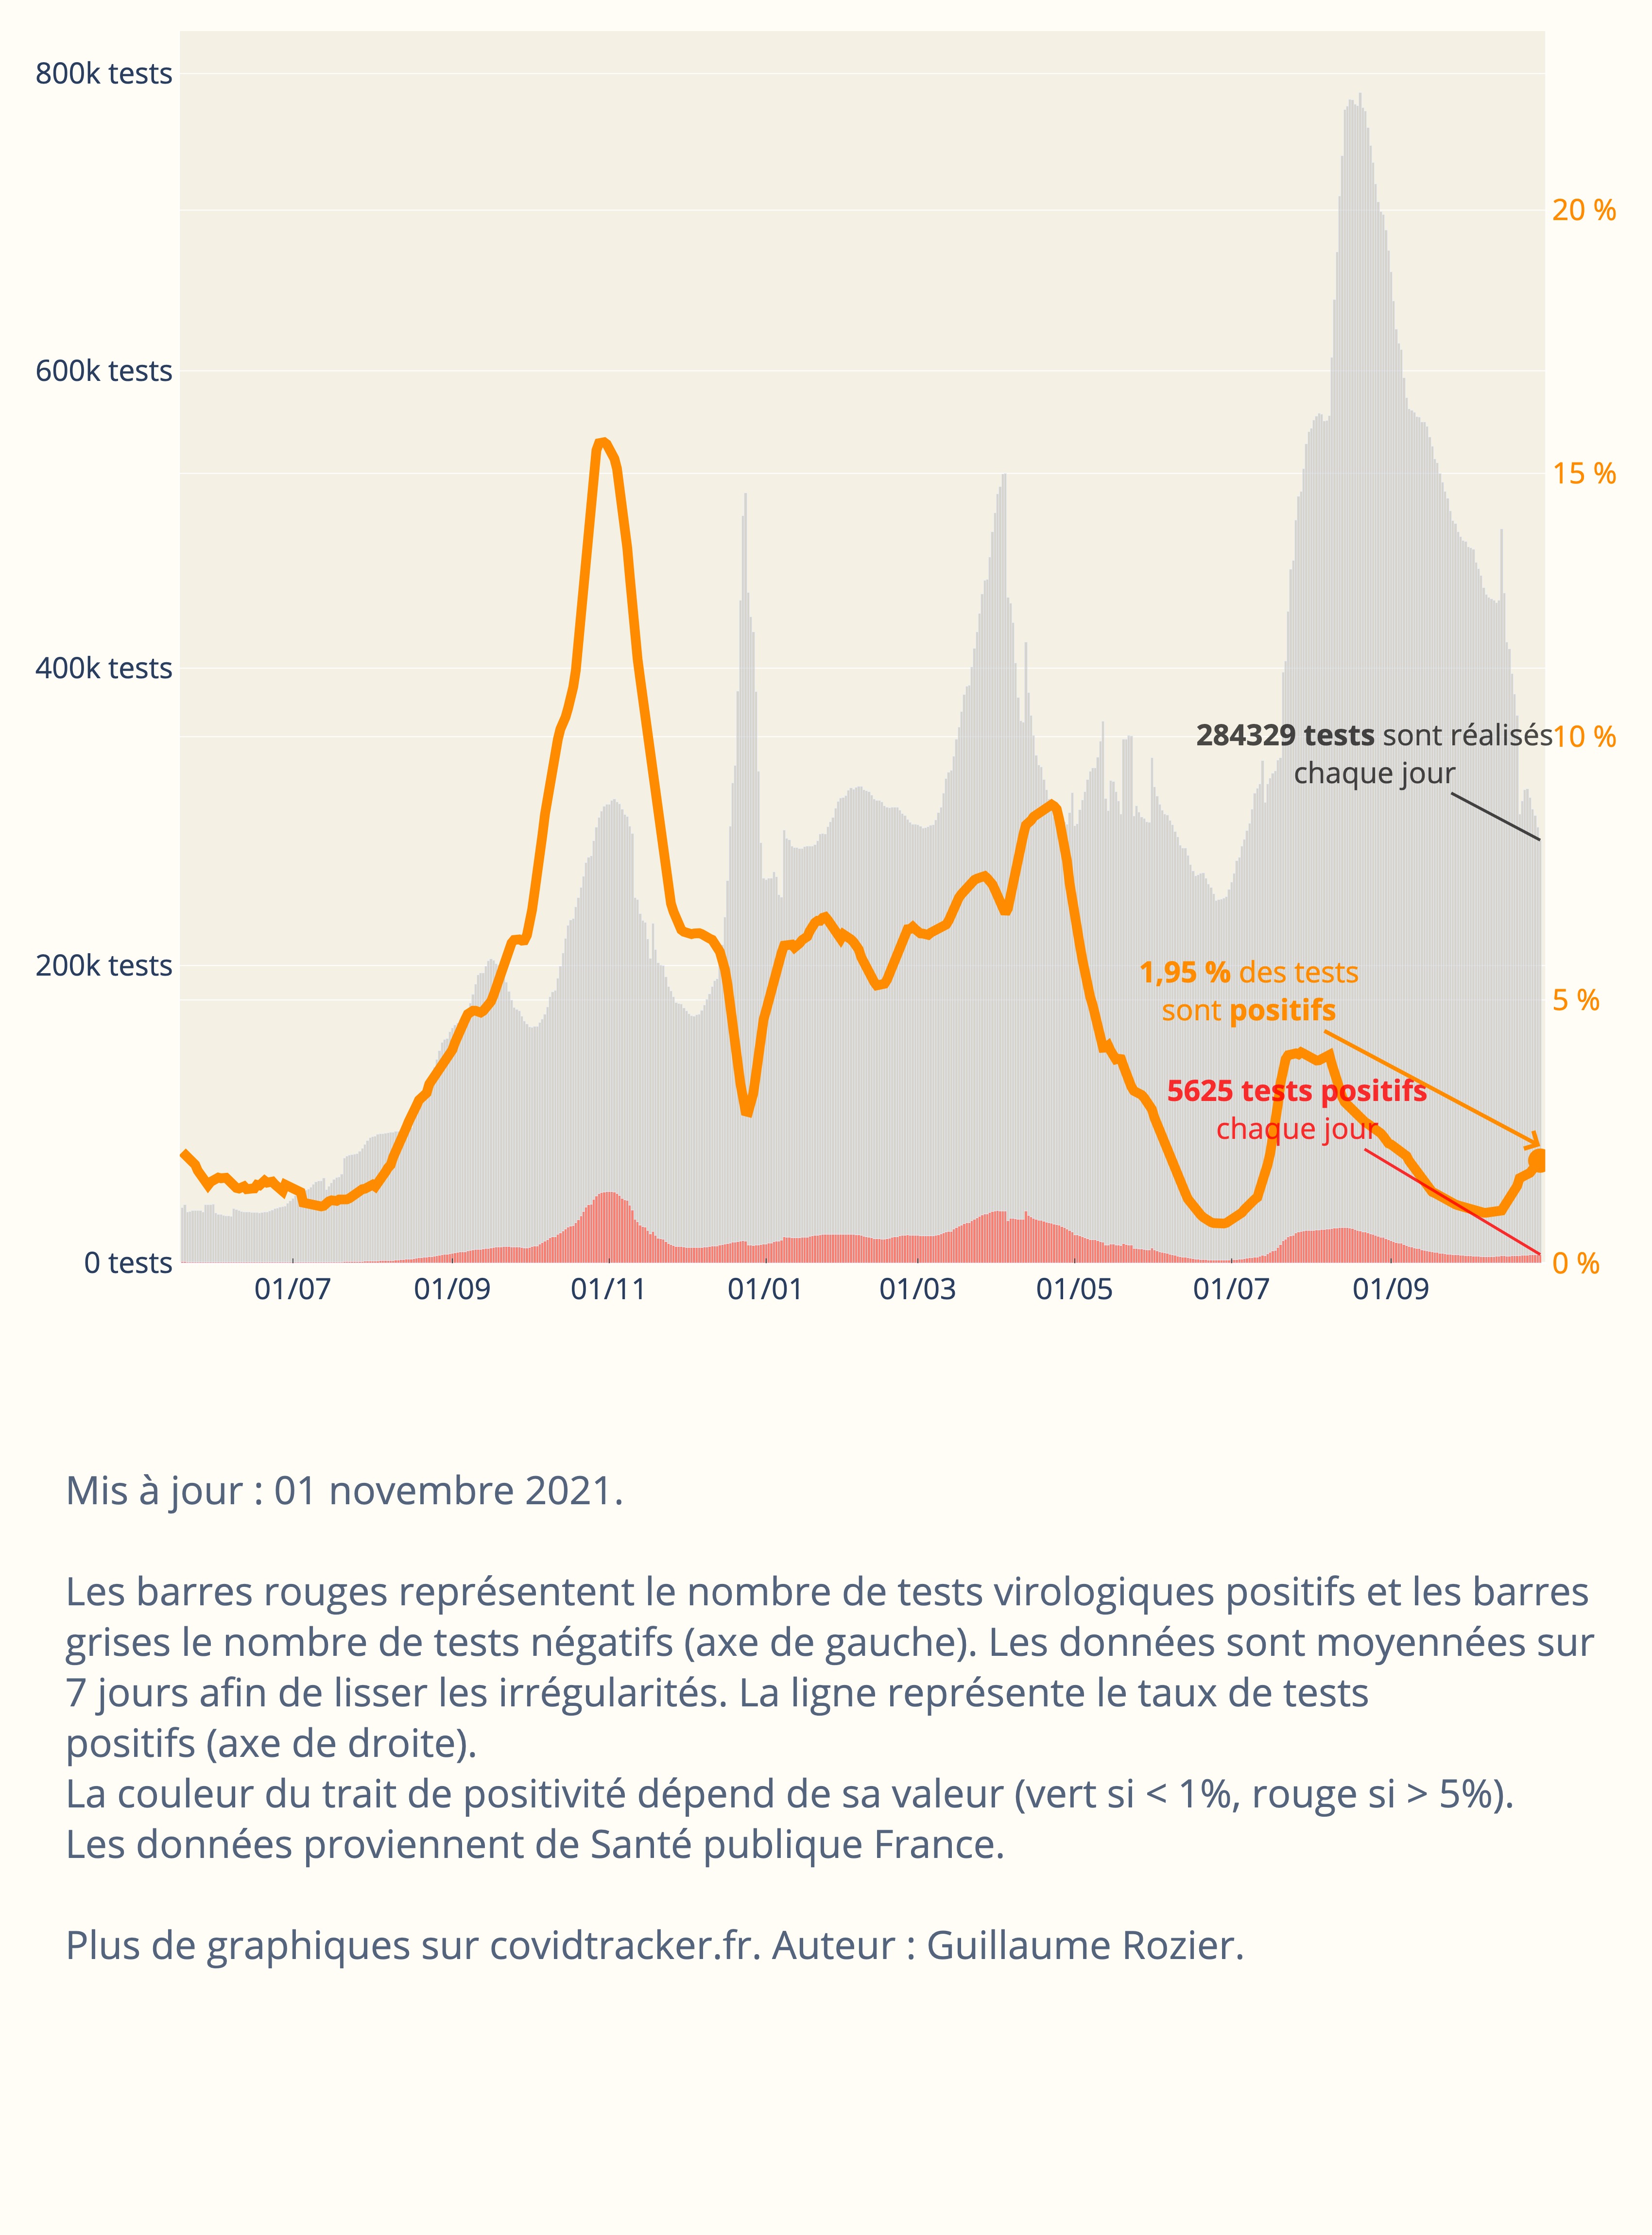 800k tests
600k tests
400k tests
200k tests
0 tests
20 %
15 %
10 %
5 %
0 %
284329 tests sont réalisés
chaque jour
1,95 % des tests
sont positifs
5625 tests positifs
chaque jour
01/07 01/09 01/11 01/01 01/03 01/05 01/07 01/09
Mis à jour : 01 novembre 2021.
Les barres rouges représentent le nombre de tests virologiques positifs et les barres
grises le nombre de tests négatifs (axe de gauche). Les données sont moyennées sur
7 jours afin de lisser les irrégularités. La ligne représente le taux de tests
positifs (axe de droite).
La couleur du trait de positivité dépend de sa valeur (vert si < 1%, rouge si > 5%).
Les données proviennent de Santé publique France.
Plus de graphiques sur covidtracker.fr. Auteur : Guillaume Rozier.